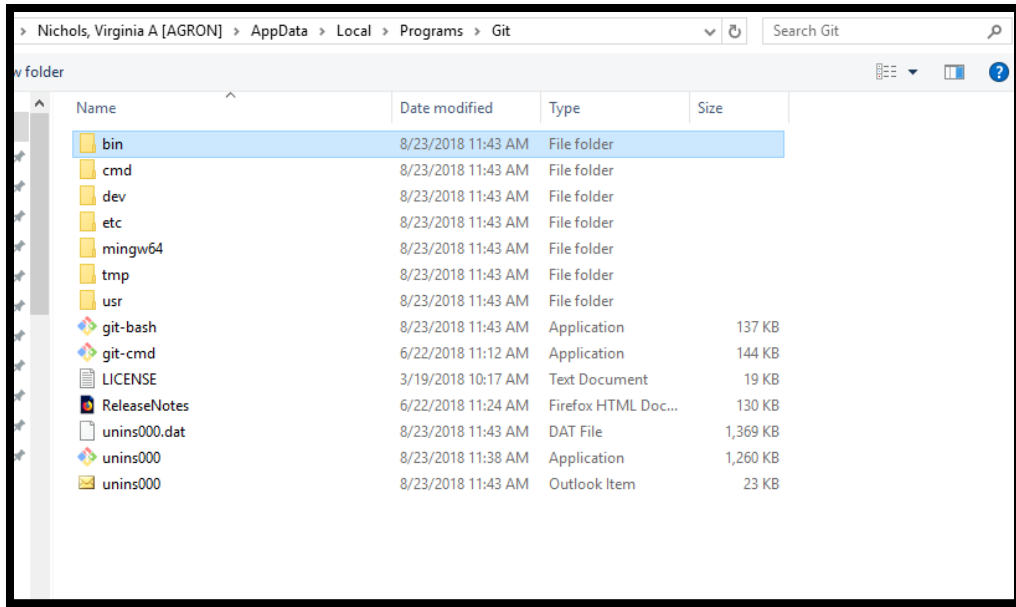 Nichols, Virginia A [AGRON] > AppData > Local > Programs > Git Search Git
w folder
Name Date modified Type Size
bin 8/23/2018 11:43 AM File folder
cmd 8/23/2018 11:43 AM File folder
dev 8/23/2018 11:43 AM File folder
etc 8/23/2018 11:43 AM File folder
mingw64 8/23/2018 11:43 AM File folder
tmp 8/23/2018 11:43 AM File folder
usr 8/23/2018 11:43 AM File folder
git-bash 8/23/2018 11:43 AM Application 137 KB
git-cmd 6/22/2018 11:12 AM Application 144 KB
LICENSE 3/19/2018 10:17 AM Text Document 19 KB
ReleaseNotes 6/22/2018 11:24 AM Firefox HTML Doc... 130 KB
unins000.dat 8/23/2018 11:43 AM DAT File 1,369 KB
unins000 8/23/2018 11:38 AM Application 1,260 KB
unins000 8/23/2018 11:43 AM Outlook Item 23 KB